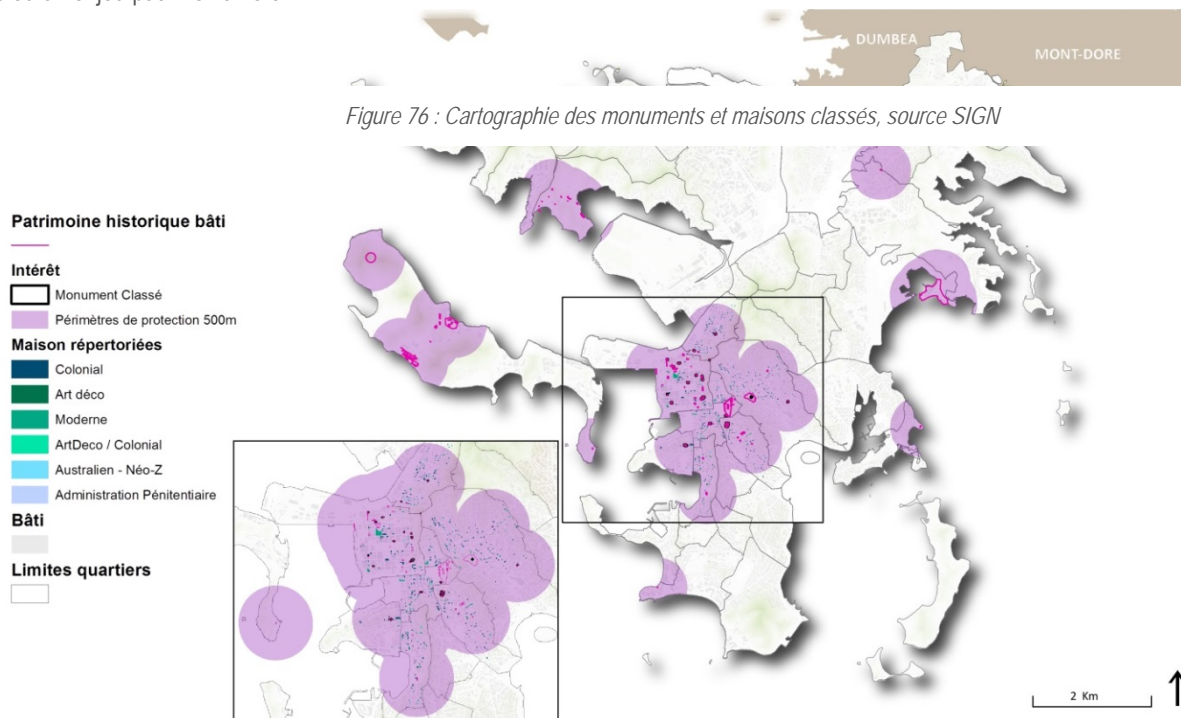 DUMBEA
MONT-DORE
Figure 76 : Cartographie des monuments et maisons classés, source SIGN
Patrimoine historique bâti
Intérêt
Monument Classé
Périmètres de protection 500m
Maison répertoriées
Colonial
Art déco
Moderne
ArtDeco / Colonial
Australien - Néo-Z
Administration Pénitentiaire
Bâti
Limites quartiers
2 Km